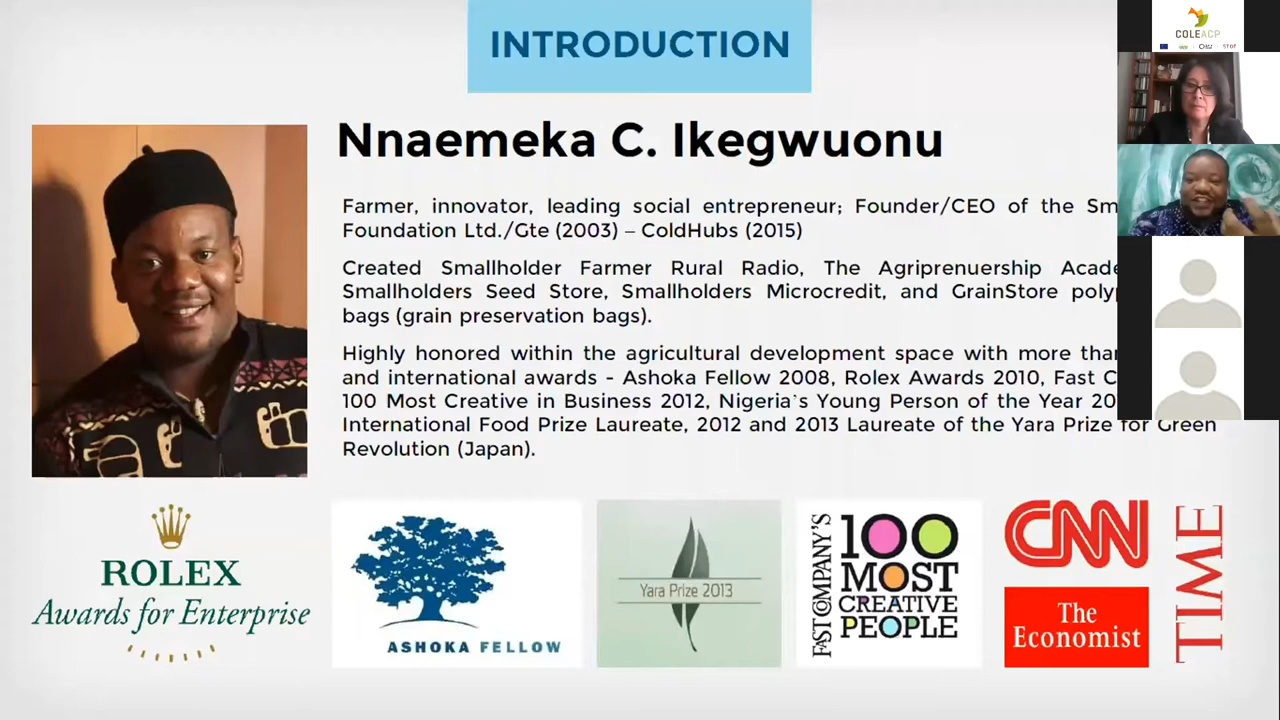 INTRODUCTION
COLEACP
Nnaemeka C. Ikegwuonu
Farmer, innovator, leading social entrepreneur; Founder/CEO of the
Foundation Ltd./Gte (2003) – ColdHubs (2015)
Created Smallholder Farmer Rural Radio, The Agriprenuership
Smallholders Seed Store, Smallholders Microcredit, and GrainStore
bags (grain preservation bags).
Highly honored within the agricultural development space with more
and international awards - Ashoka Fellow 2008, Rolex Awards 2010, Fast
100 Most Creative in Business 2012, Nigeria's Young Person of the Year
International Food Prize Laureate, 2012 and 2013 Laureate of the Yara Prize for Green
Revolution (Japan).
ROLEX
Awards for Enterprise
ASHOKA FELLOW
Yara Prize 2013
FAST COMPANY'S
100
MOST
CREATIVE
PEOPLE
CNN
The
Economist
TIME